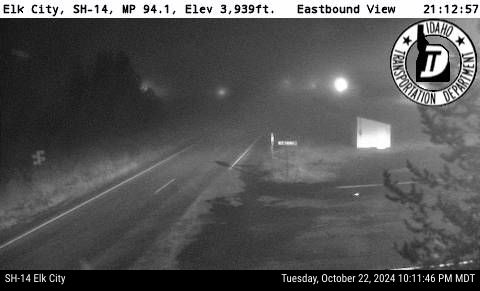 Elk City, SH-14, MP 94.1, Elev 3,939ft. Eastbound View 21:12:57
IDAHO
TRANSPORTATION DEPARTMENT
SH-14 Elk City Tuesday, October 22, 2024 10:11:46 PM MDT